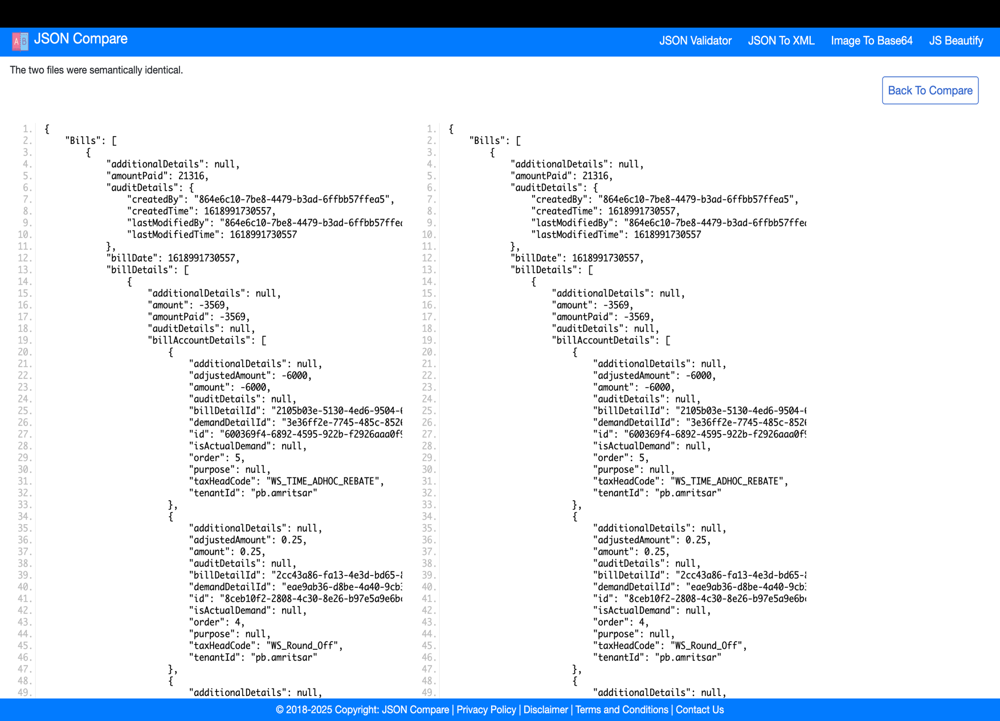 A B JSON Compare
JSON Validator JSON To XML Image To Base64 JS Beautify
The two files were semantically identical.
Back To Compare
1. {
2. "Bills": [
3. {
4. "additionalDetails": null,
5. "amountPaid": 21316,
6. "auditDetails": {
7. "createdBy": "864e6c10-7be8-4479-b3ad-6ffbb57ffea5",
8. "createdTime": 1618991730557,
9. "lastModifiedBy": "864e6c10-7be8-4479-b3ad-6ffbb57ffe
10. "lastModifiedTime": 1618991730557
11. },
12. "billDate": 1618991730557,
13. "billDetails": [
14. {
15. "additionalDetails": null,
16. "amount": -3569,
17. "amountPaid": -3569,
18. "auditDetails": null,
19. "billAccountDetails": [
20. {
21. "additionalDetails": null,
22. "adjustedAmount": -6000,
23. "amount": -6000,
24. "auditDetails": null,
25. "billDetailId": "2105b03e-5130-4ed6-9504-
26. "demandDetailId": "3e36ff2e-7745-485c-852
27. "id": "600369f4-6892-4595-922b-f2926aaa0f
28. "isActualDemand": null,
29. "order": 5,
30. "purpose": null,
31. "taxHeadCode": "WS_TIME_ADHOC_REBATE",
32. "tenantId": "pb.amritsar"
33. },
34. {
35. "additionalDetails": null,
36. "adjustedAmount": 0.25,
37. "amount": 0.25,
38. "auditDetails": null,
39. "billDetailId": "2cc43a86-fa13-4e3d-bd65-
40. "demandDetailId": "eae9ab36-d8be-4a40-9cb
41. "id": "8ceb10f2-2808-4c30-8e26-b97e5a9e6b
42. "isActualDemand": null,
43. "order": 4,
44. "purpose": null,
45. "taxHeadCode": "WS_Round_Off",
46. "tenantId": "pb.amritsar"
47. },
48. {
49. "additionalDetails": null,
1. {
2. "Bills": [
3. {
4. "additionalDetails": null,
5. "amountPaid": 21316,
6. "auditDetails": {
7. "createdBy": "864e6c10-7be8-4479-b3ad-6ffbb57ffea5",
8. "createdTime": 1618991730557,
9. "lastModifiedBy": "864e6c10-7be8-4479-b3ad-6ffbb57ffe
10. "lastModifiedTime": 1618991730557
11. },
12. "billDate": 1618991730557,
13. "billDetails": [
14. {
15. "additionalDetails": null,
16. "amount": -3569,
17. "amountPaid": -3569,
18. "auditDetails": null,
19. "billAccountDetails": [
20. {
21. "additionalDetails": null,
22. "adjustedAmount": -6000,
23. "amount": -6000,
24. "auditDetails": null,
25. "billDetailId": "2105b03e-5130-4ed6-9504-
26. "demandDetailId": "3e36ff2e-7745-485c-852
27. "id": "600369f4-6892-4595-922b-f2926aaa0f
28. "isActualDemand": null,
29. "order": 5,
30. "purpose": null,
31. "taxHeadCode": "WS_TIME_ADHOC_REBATE",
32. "tenantId": "pb.amritsar"
33. },
34. {
35. "additionalDetails": null,
36. "adjustedAmount": 0.25,
37. "amount": 0.25,
38. "auditDetails": null,
39. "billDetailId": "2cc43a86-fa13-4e3d-bd65-
40. "demandDetailId": "eae9ab36-d8be-4a40-9cb
41. "id": "8ceb10f2-2808-4c30-8e26-b97e5a9e6b
42. "isActualDemand": null,
43. "order": 4,
44. "purpose": null,
45. "taxHeadCode": "WS_Round_Off",
46. "tenantId": "pb.amritsar"
47. },
48. {
49. "additionalDetails": null,
© 2018-2025 Copyright: JSON Compare | Privacy Policy | Disclaimer | Terms and Conditions | Contact Us